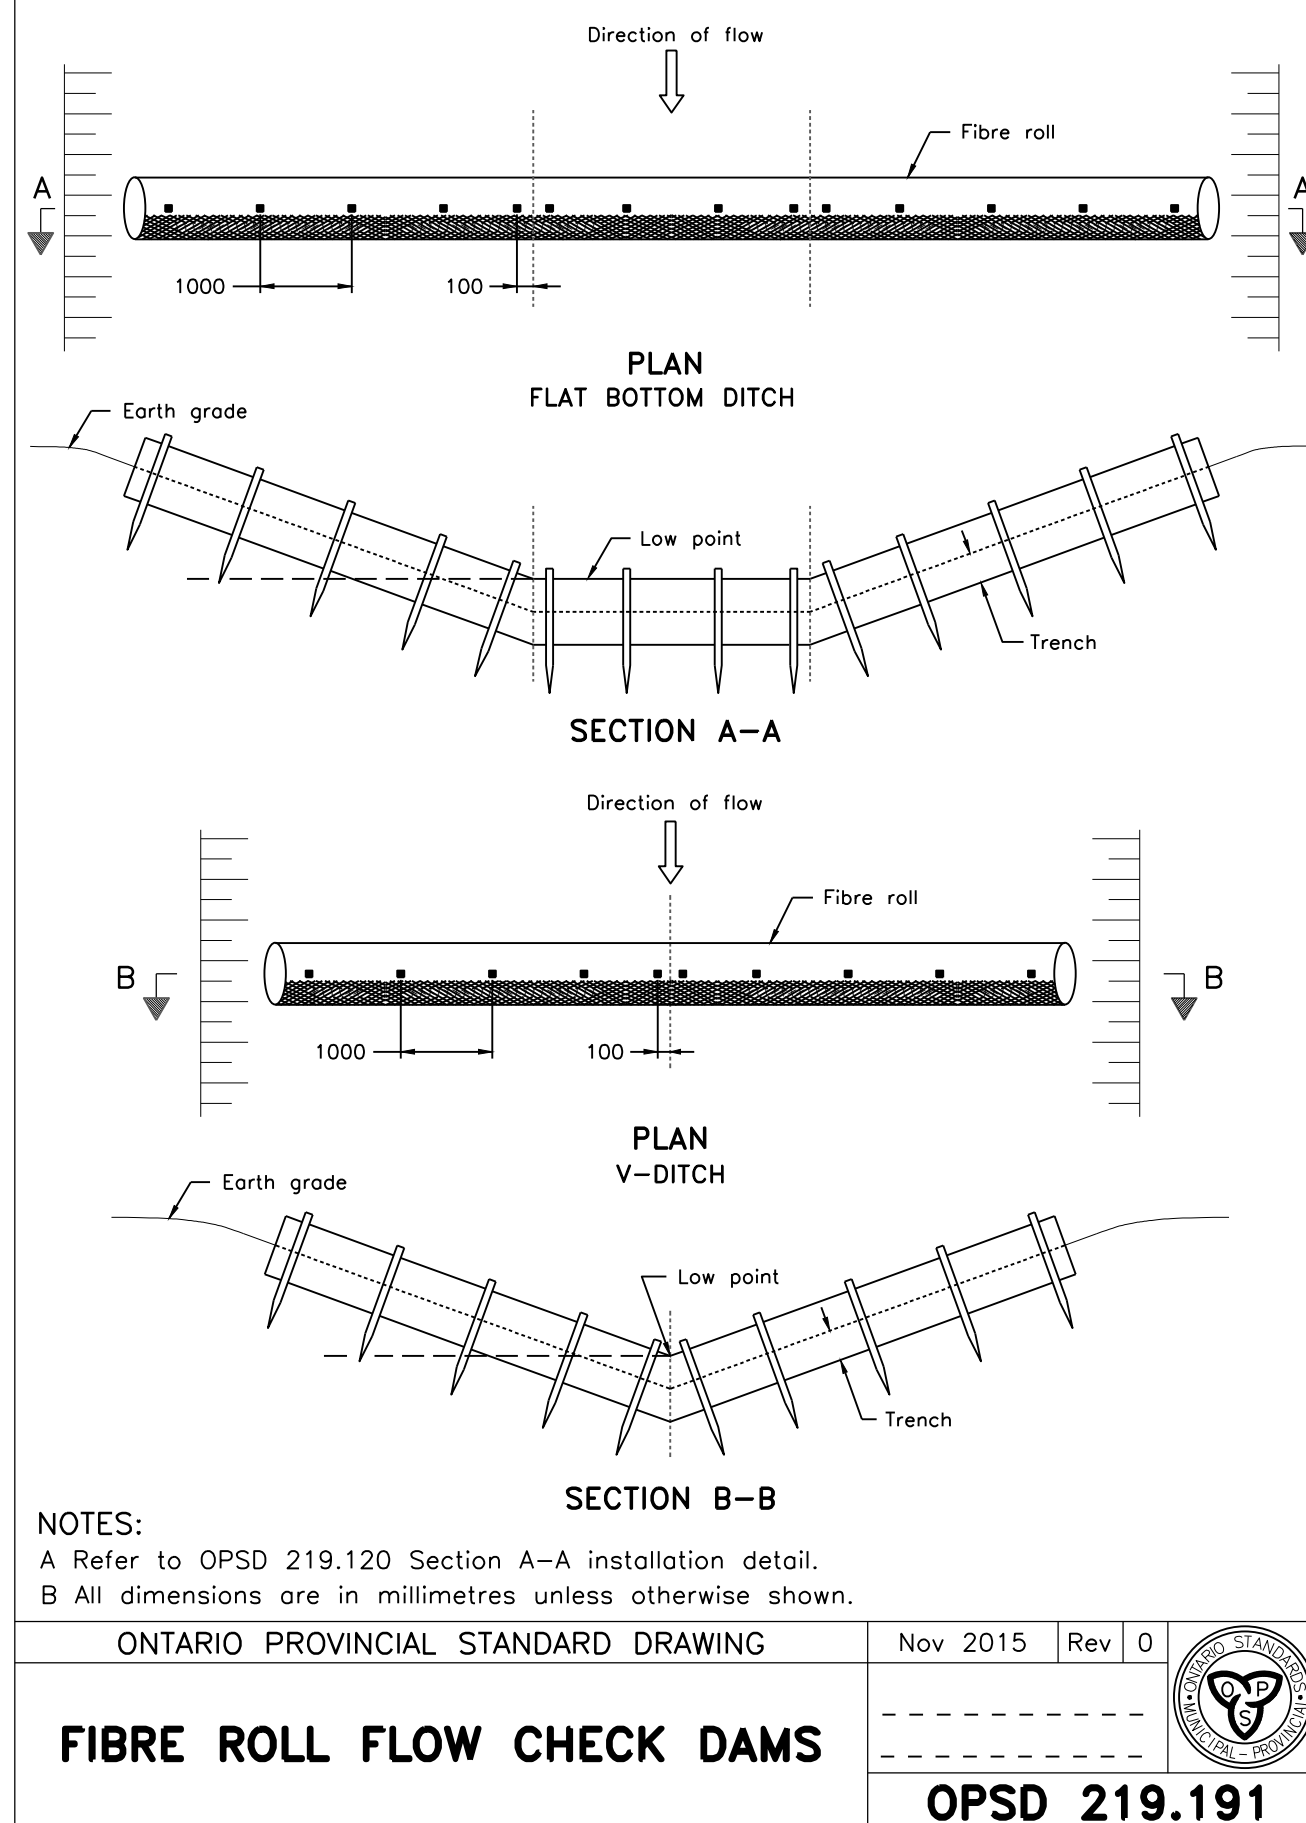 Direction of flow
Fibre roll
A A
1000 100
PLAN
FLAT BOTTOM DITCH
Earth grade
Low point
Trench
SECTION A-A
Direction of flow
Fibre roll
B B
1000 100
PLAN
V-DITCH
Earth grade
Low point
Trench
SECTION B-B
NOTES:
A Refer to OPSD 219.120 Section A-A installation detail.
B All dimensions are in millimetres unless otherwise shown.
ONTARIO PROVINCIAL STANDARD DRAWING
Nov 2015 Rev 0
FIBRE ROLL FLOW CHECK DAMS
ONTARIO STANDARDS
MUNICIPAL - PROVINCIAL
O P S
OPSD 219.191